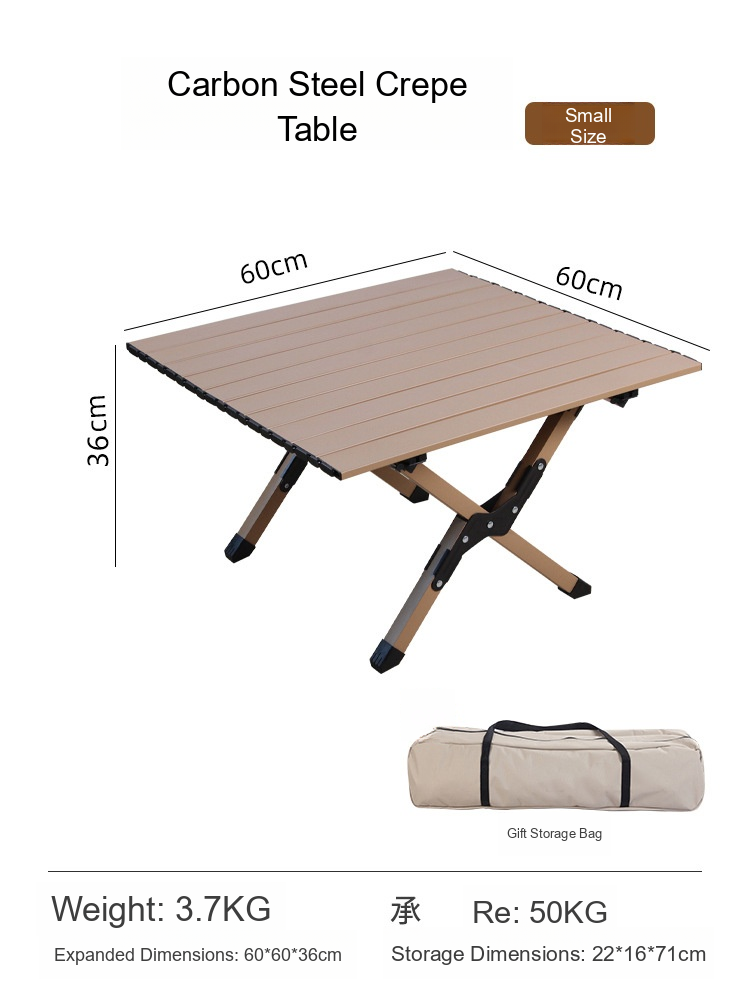 Carbon Steel Crepe
Table
Small
Size
60cm
60cm
36cm
Gift Storage Bag
Weight: 3.7KG
承 Re: 50KG
Expanded Dimensions: 60*60*36cm
Storage Dimensions: 22*16*71cm